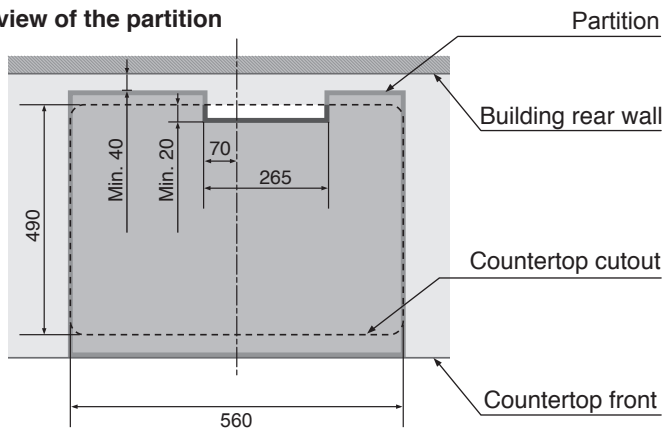 view of the partition
Partition
Building rear wall
Min. 40
Min. 20
70
265
490
Countertop cutout
Countertop front
560